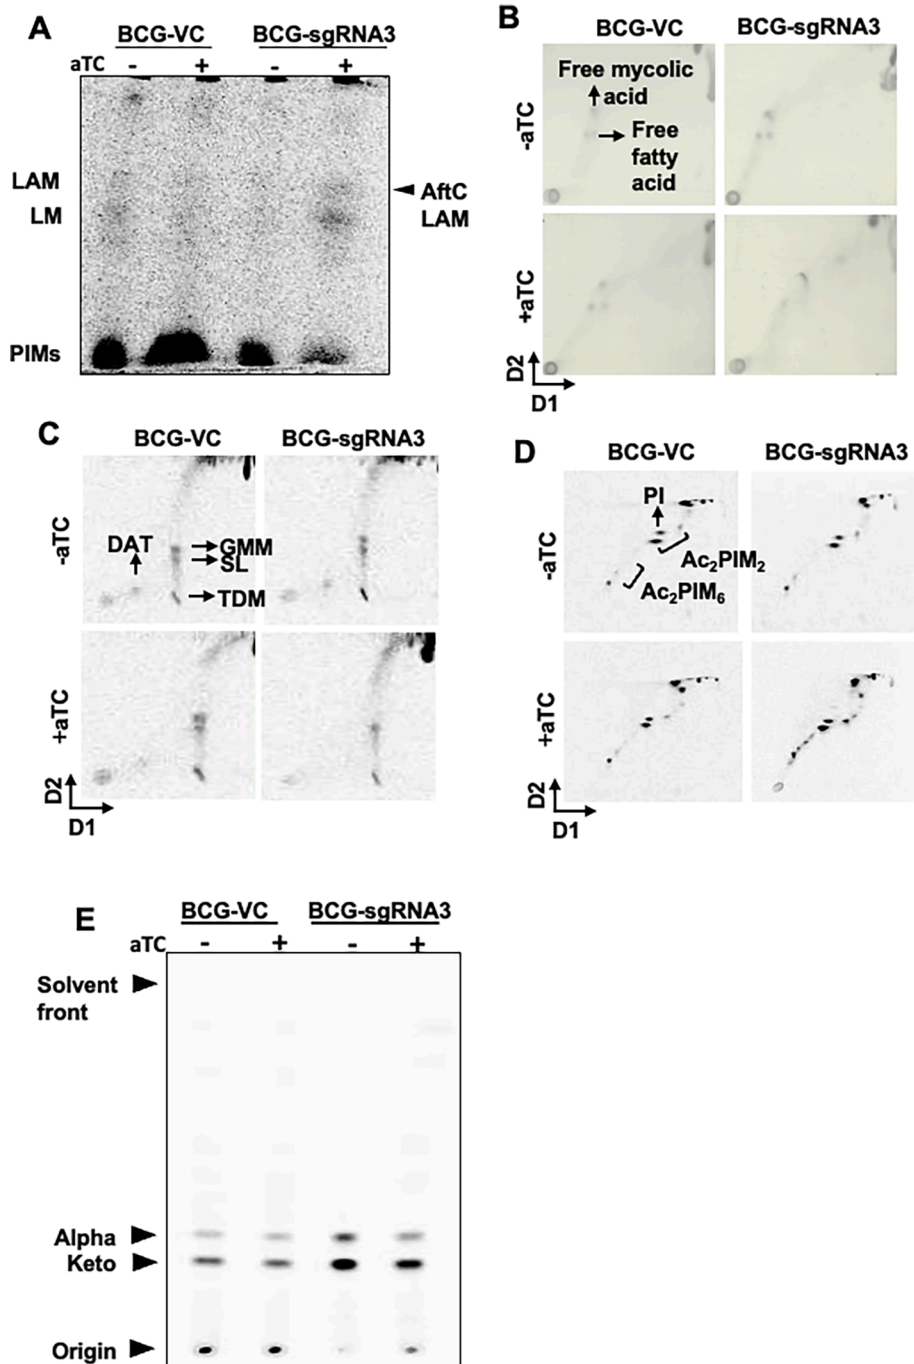 A
BCG-VC BCG-sgRNA3
aTC - + - +
LAM
LM
PIMs
AftC
LAM
B
BCG-VC BCG-sgRNA3
-aTC
+aTC
Free mycolic
acid
Free
fatty
acid
D2
D1
C
BCG-VC BCG-sgRNA3
-aTC
+aTC
DAT
GMM
SL
TDM
D2
D1
D
BCG-VC BCG-sgRNA3
-aTC
+aTC
PI
Ac₂PIM₂
Ac₂PIM₆
D2
D1
E
BCG-VC BCG-sgRNA3
aTC - + - +
Solvent
front
Alpha
Keto
Origin